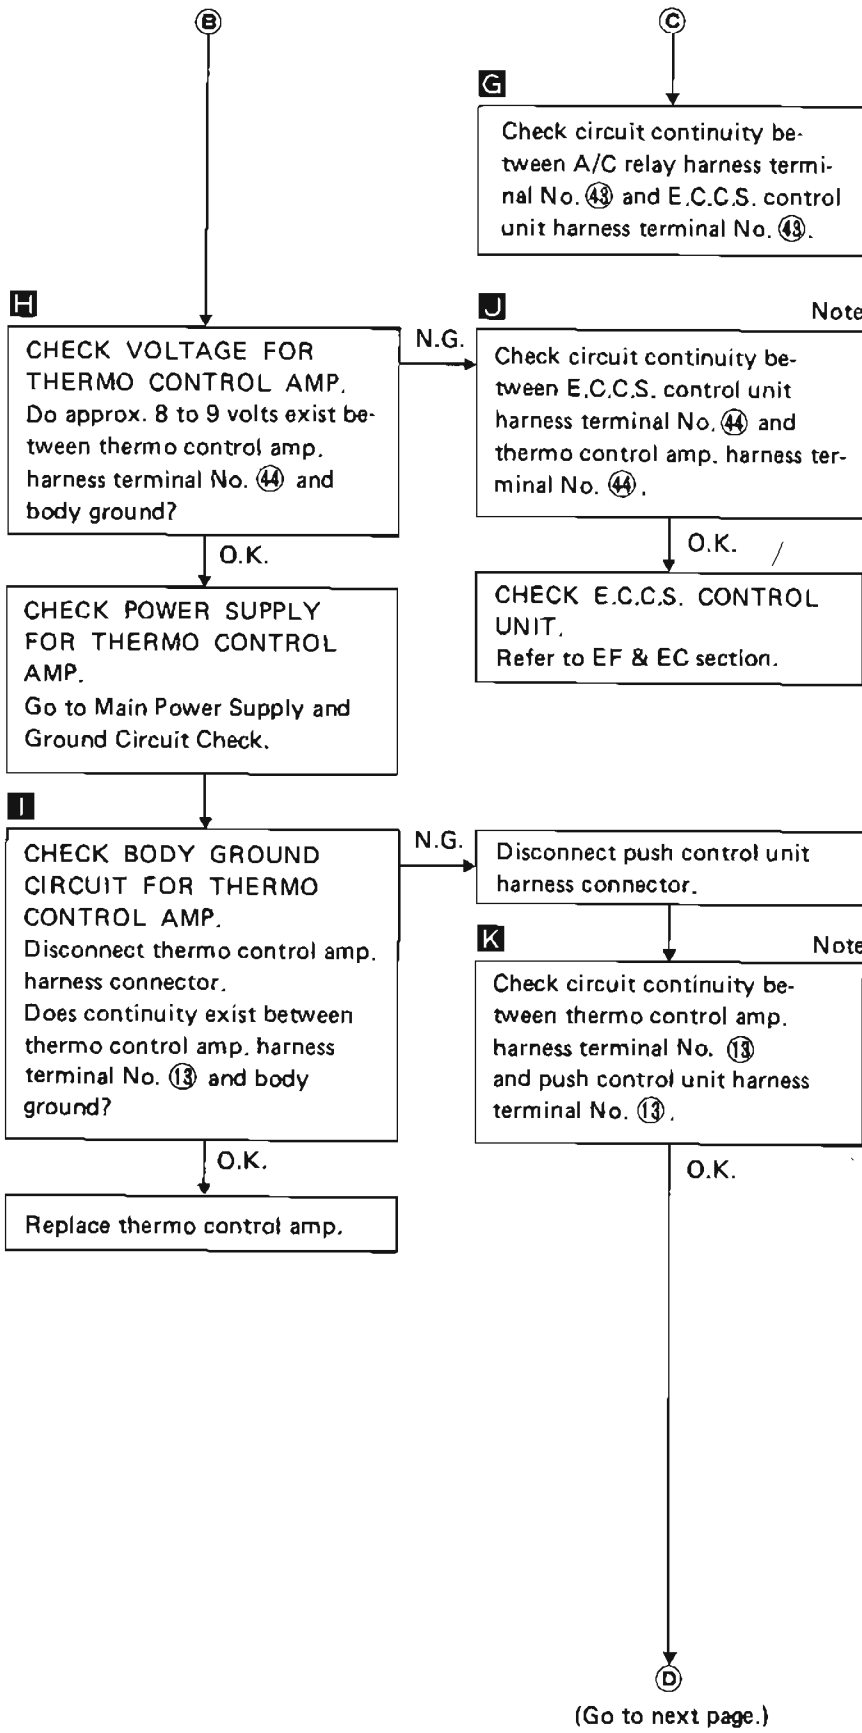 B
C
G
Check circuit continuity be-
tween A/C relay harness termi-
nal No. 43 and E.C.C.S. control
unit harness terminal No. 43.
H
CHECK VOLTAGE FOR
THERMO CONTROL AMP.
Do approx. 8 to 9 volts exist be-
tween thermo control amp.
harness terminal No. 44 and
body ground?
N.G.
J
Note
Check circuit continuity be-
tween E.C.C.S. control unit
harness terminal No. 44 and
thermo control amp. harness ter-
minal No. 44.
O.K.
O.K.
CHECK POWER SUPPLY
FOR THERMO CONTROL
AMP.
Go to Main Power Supply and
Ground Circuit Check.
CHECK E.C.C.S. CONTROL
UNIT.
Refer to EF & EC section.
I
CHECK BODY GROUND
CIRCUIT FOR THERMO
CONTROL AMP.
Disconnect thermo control amp.
harness connector.
Does continuity exist between
thermo control amp. harness
terminal No. 13 and body
ground?
N.G.
Disconnect push control unit
harness connector.
K
Note
Check circuit continuity be-
tween thermo control amp.
harness terminal No. 13
and push control unit harness
terminal No. 13.
O.K.
O.K.
Replace thermo control amp.
D
(Go to next page.)